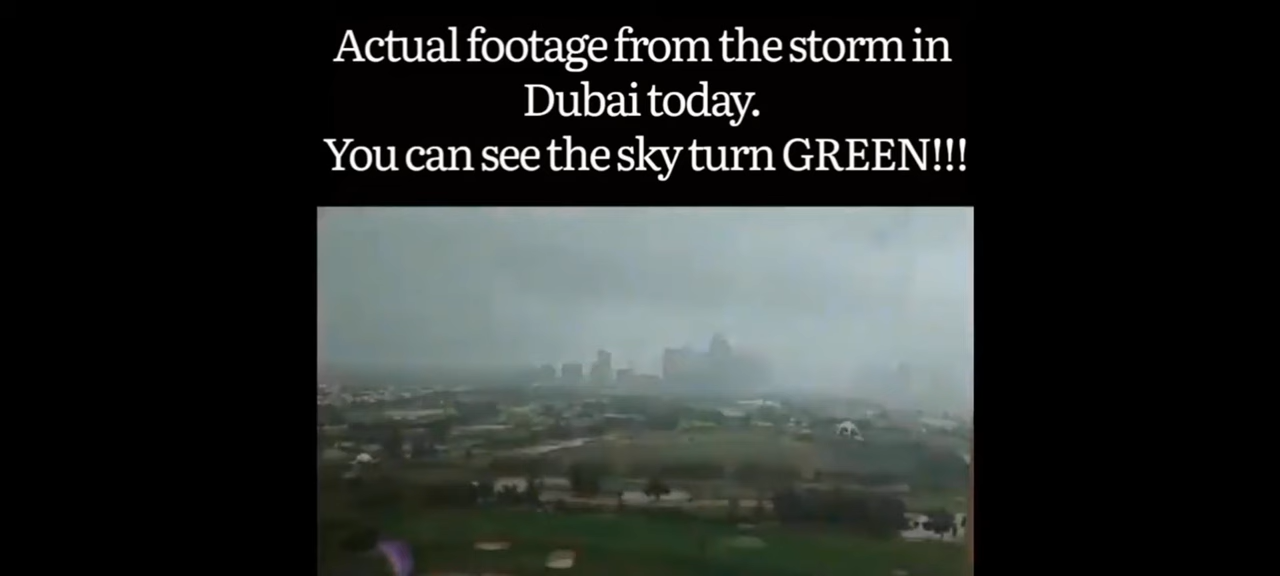 Actual footage from the storm in
Dubai today.
You can see the sky turn GREEN!!!